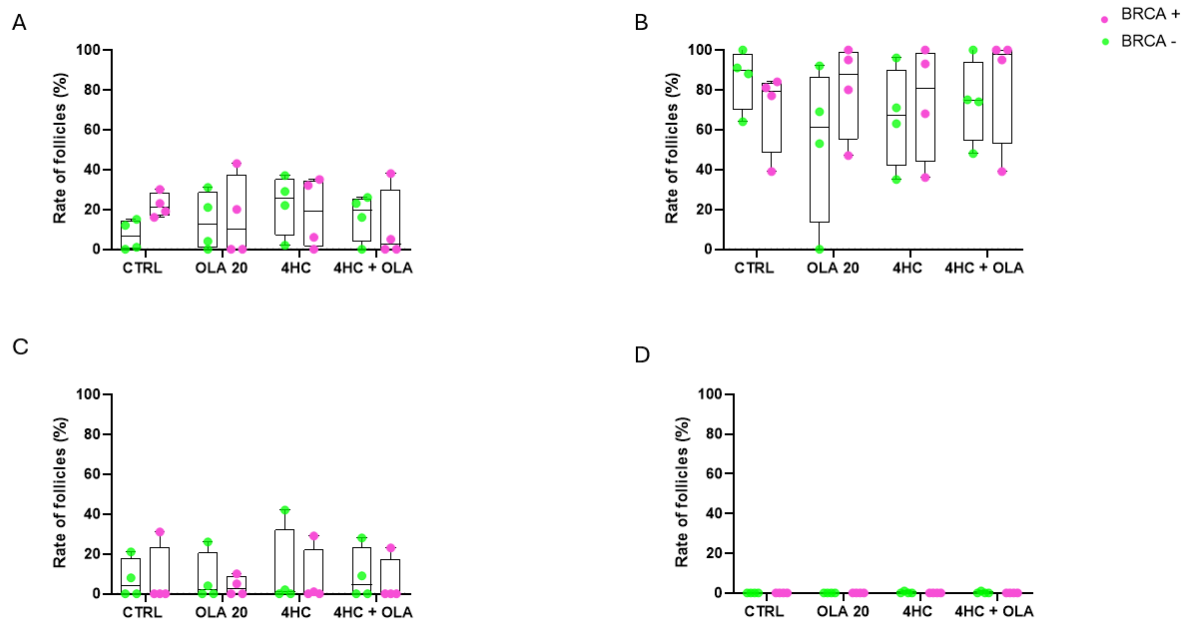 A
B
BRCA +
BRCA -
Rate of follicles (%)
100
80
60
40
20
0
CTRL
OLA 20
4HC
4HC + OLA
Rate of follicles (%)
100
80
60
40
20
0
CTRL
OLA 20
4HC
4HC + OLA
C
D
Rate of follicles (%)
100
80
60
40
20
0
CTRL
OLA 20
4HC
4HC + OLA
Rate of follicles (%)
100
80
60
40
20
0
CTRL
OLA 20
4HC
4HC + OLA